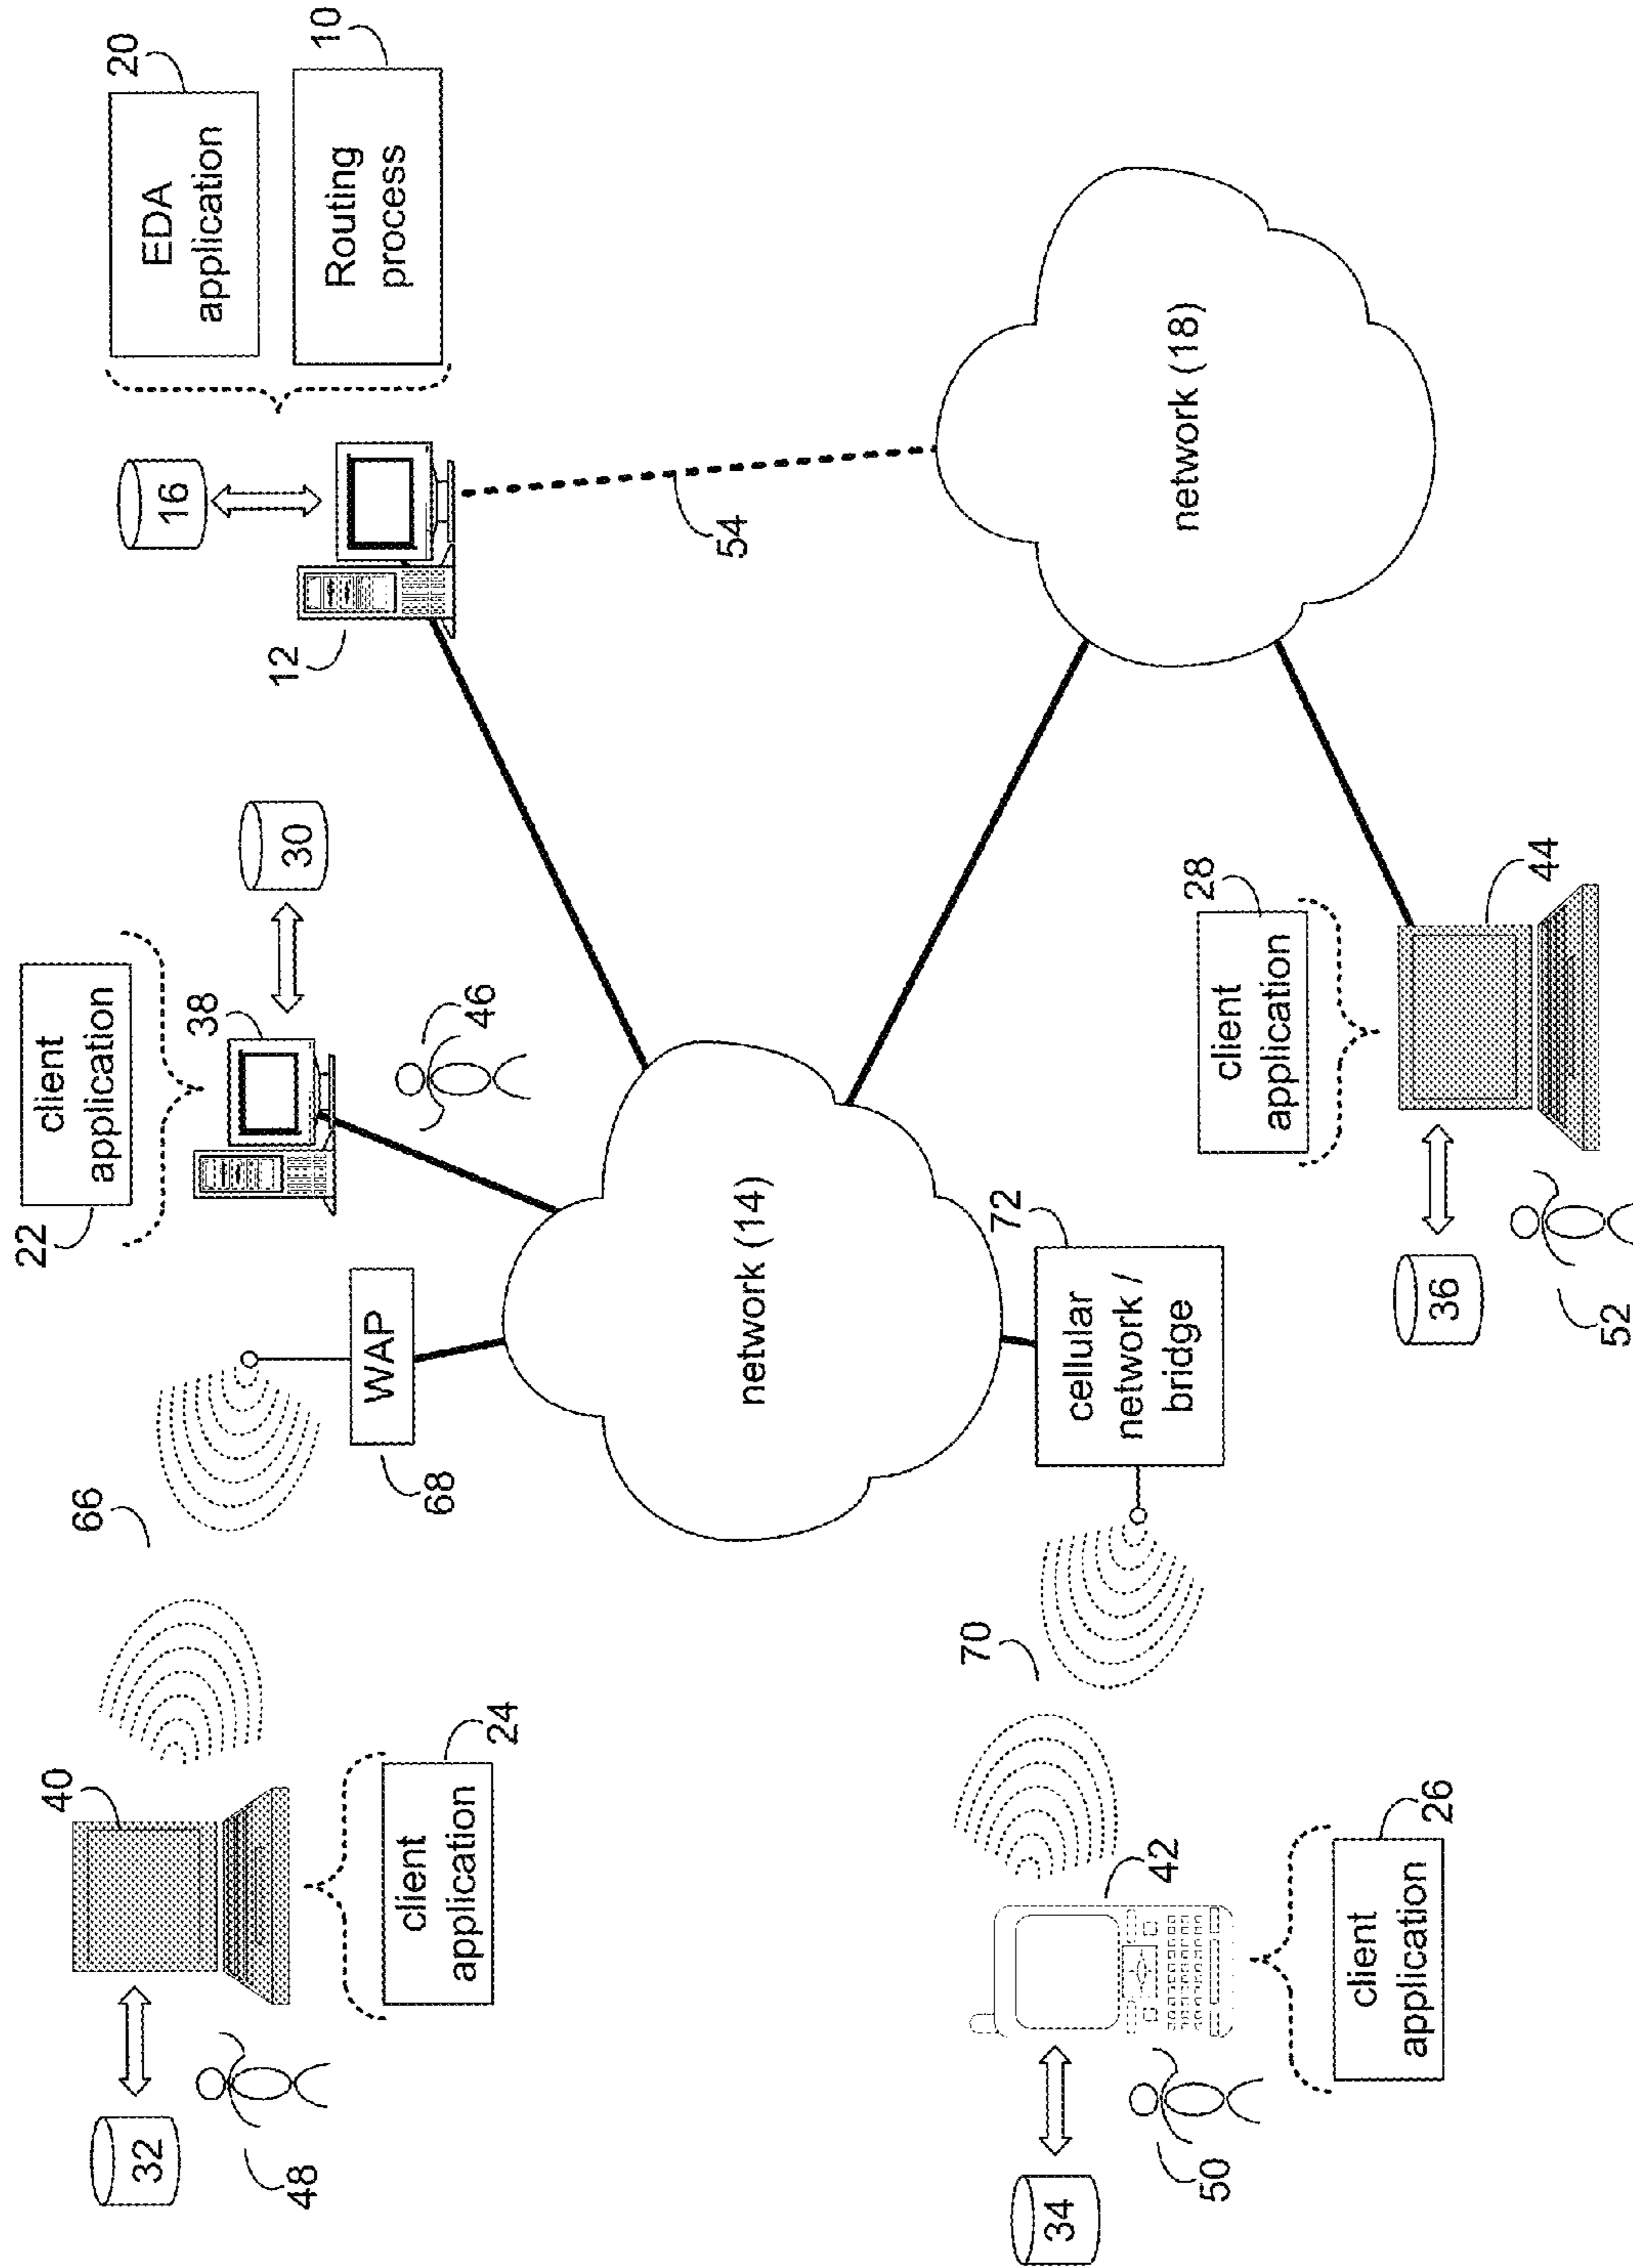 32
48
40
client
application
24
66
WAP
68
22
client
application
38
30
46
16
12
EDA
application
20
Routing
process
10
54
network (14)
network (18)
34
50
42
client
application
26
70
cellular
network /
bridge
72
36
52
client
application
28
44